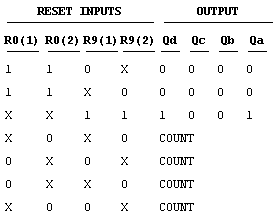 RESET INPUTS OUTPUT
R0(1) R0(2) R9(1) R9(2) Qd Qc Qb Qa
1 1 0 X 0 0 0 0
1 1 X 0 0 0 0 0
X X 1 1 1 0 0 1
X 0 X 0 COUNT
0 X 0 X COUNT
0 X X 0 COUNT
X 0 0 X COUNT